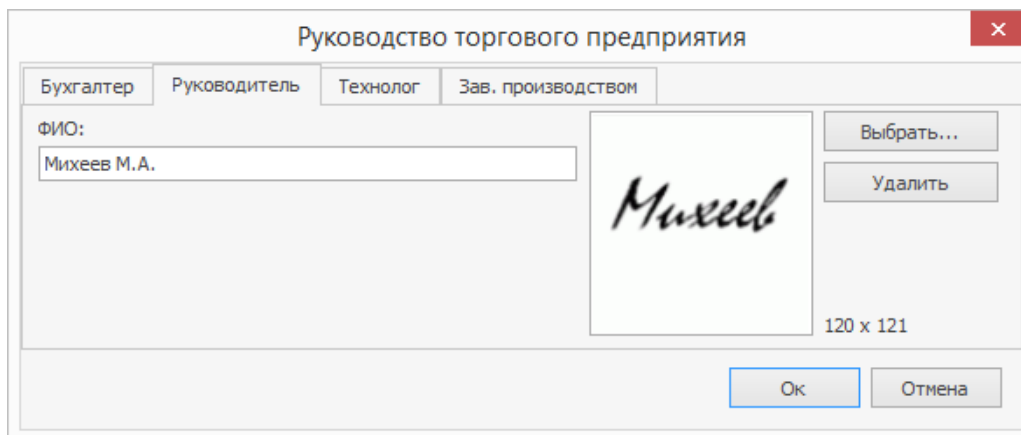 Руководство торгового предприятия
Бухгалтер Руководитель Технолог Зав. производством
ФИО:
Михеев М.А.
Михеев
Выбрать...
Удалить
120 x 121
Ок Отмена